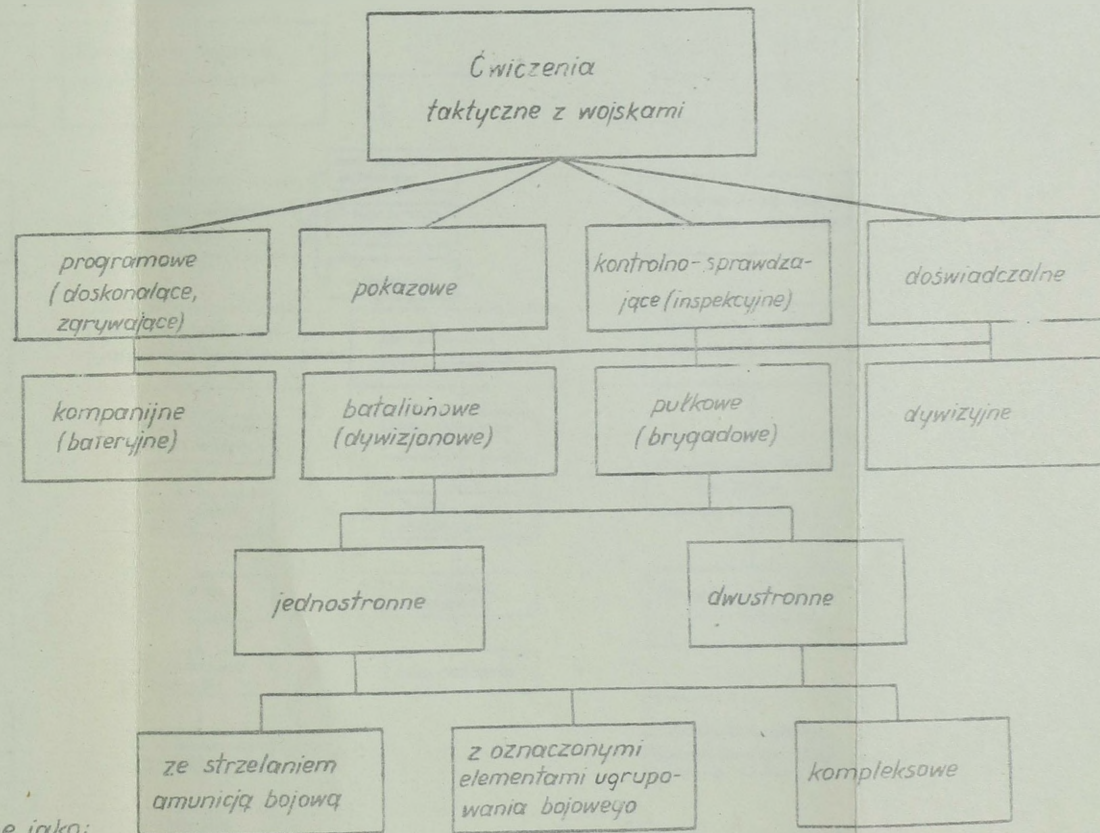 Ćwiczenia
taktyczne z wojskami
programowe
(doskonalące,
zgrywające)
pokazowe
kontrolno-sprawdza-
jące (inspekcyjne)
doświadczalne
kompanijne
(bateryjne)
batalionowe
(dywizjonowe)
pułkowe
(brygadowe)
dywizyjne
jednostronne
dwustronne
ze strzelaniem
amunicją bojową
z oznaczonymi
elementami ugrupo-
wania bojowego
kompleksowe
jako: